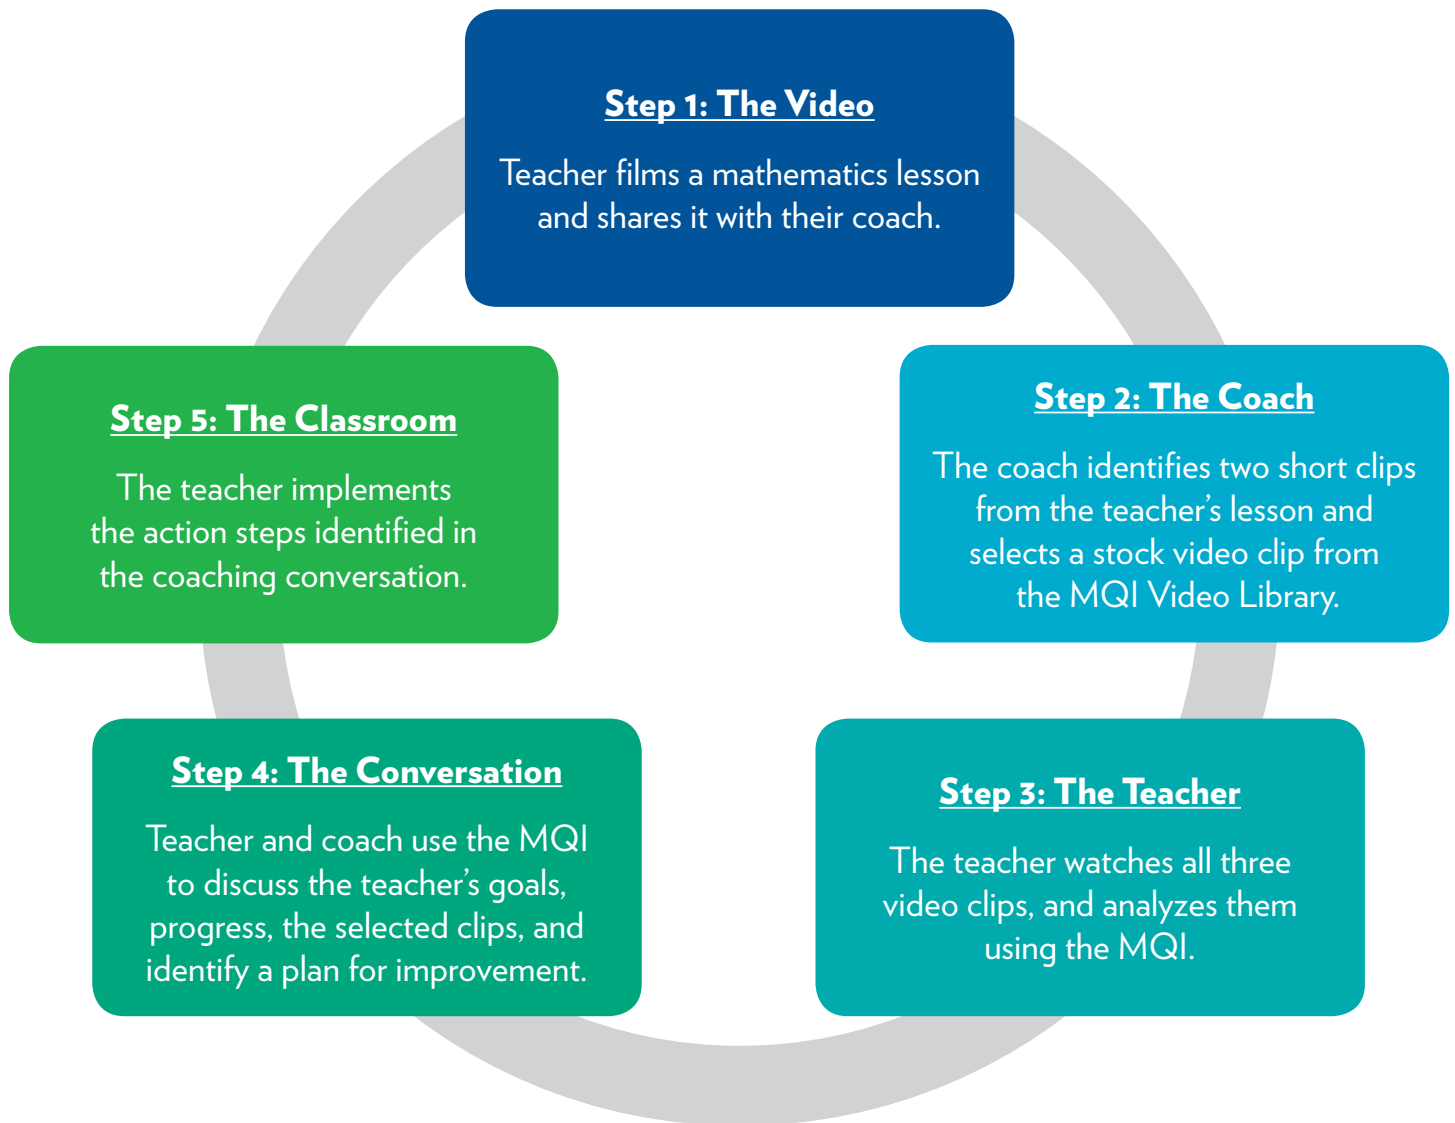 Step 1: The Video
Teacher films a mathematics lesson
and shares it with their coach.
Step 2: The Coach
The coach identifies two short clips
from the teacher’s lesson and
selects a stock video clip from
the MQI Video Library.
Step 3: The Teacher
The teacher watches all three
video clips, and analyzes them
using the MQI.
Step 4: The Conversation
Teacher and coach use the MQI
to discuss the teacher’s goals,
progress, the selected clips, and
identify a plan for improvement.
Step 5: The Classroom
The teacher implements
the action steps identified in
the coaching conversation.